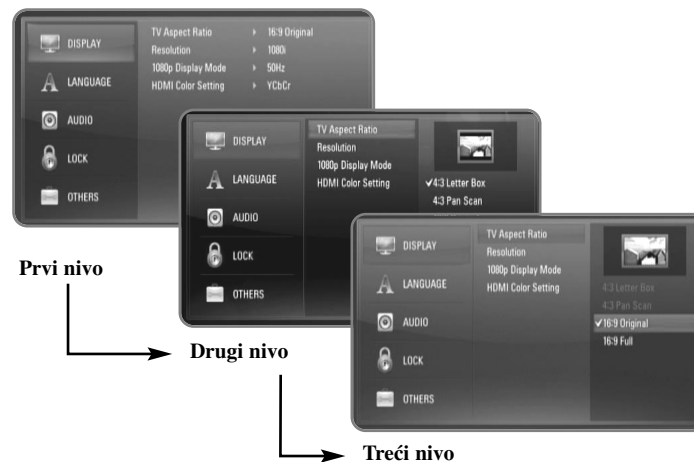 DISPLAY
LANGUAGE
AUDIO
LOCK
OTHERS
TV Aspect Ratio 16:9 Original
Resolution 1080i
1080p Display Mode 50Hz
HDMI Color Setting YCbCr
Prvi nivo
DISPLAY
LANGUAGE
AUDIO
LOCK
OTHERS
TV Aspect Ratio
Resolution
1080p Display Mode
HDMI Color Setting
✓4:3 Letter Box
4:3 Pan Scan
Drugi nivo
DISPLAY
LANGUAGE
AUDIO
LOCK
OTHERS
TV Aspect Ratio
Resolution
1080p Display Mode
HDMI Color Setting
4:3 Letter Box
4:3 Pan Scan
✓16:9 Original
16:9 Full
Treći nivo